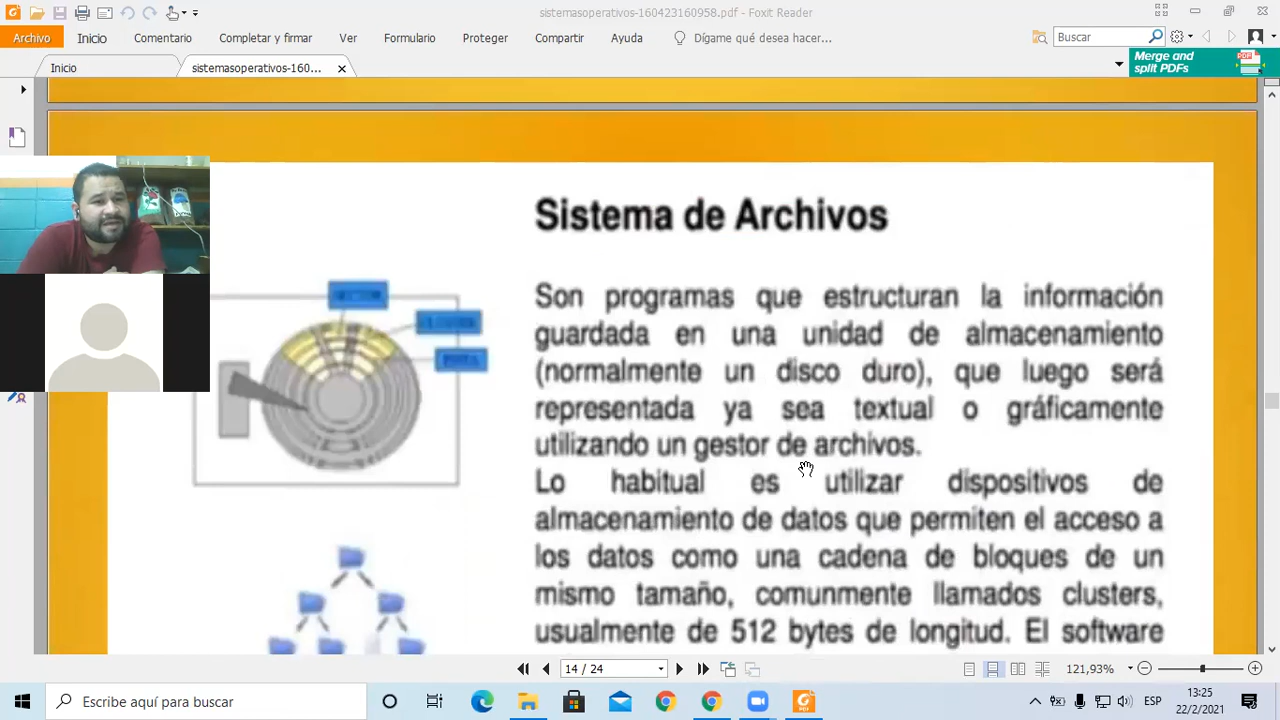 sistemasoperativos-160423160958.pdf - Foxit Reader
Archivo Inicio Comentario Completar y firmar Ver Formulario Proteger Compartir Ayuda Dígame qué desea hacer... Buscar
Inicio sistemasoperativos-160... Merge and
split PDFs
Sistema de Archivos
Son programas que estructuran la información
guardada en una unidad de almacenamiento
(normalmente un disco duro), que luego será
representada ya sea textual o gráficamente
utilizando un gestor de archivos.
Lo habitual es utilizar dispositivos de
almacenamiento de datos que permiten el acceso a
los datos como una cadena de bloques de un
mismo tamaño, comunmente llamados clusters,
usualmente de 512 bytes de longitud. El software
14 / 24 121,93%
Escribe aquí para buscar ESP 13:25
22/2/2021